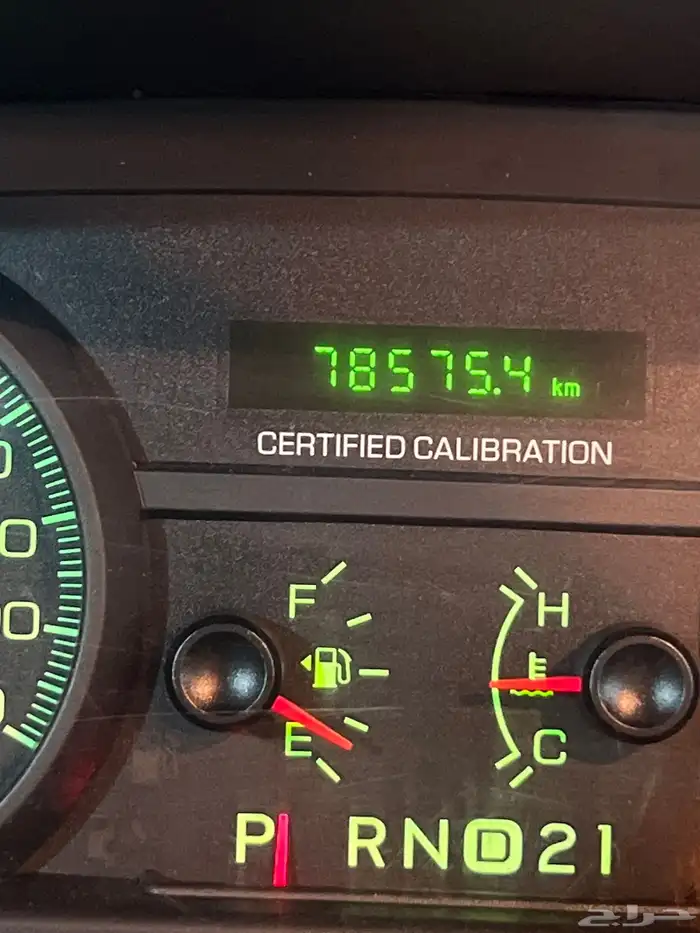 78575.4 km
CERTIFIED CALIBRATION
F
H
E
C
P R N D 2 1
حراج